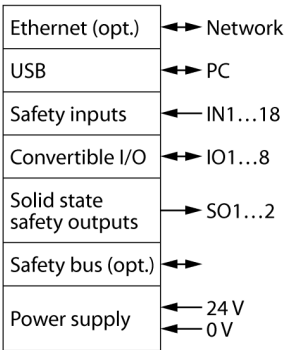 Ethernet (opt.) Network
USB PC
Safety inputs IN1...18
Convertible I/O IO1...8
Solid state
safety outputs SO1...2
Safety bus (opt.)
Power supply 24 V
0 V